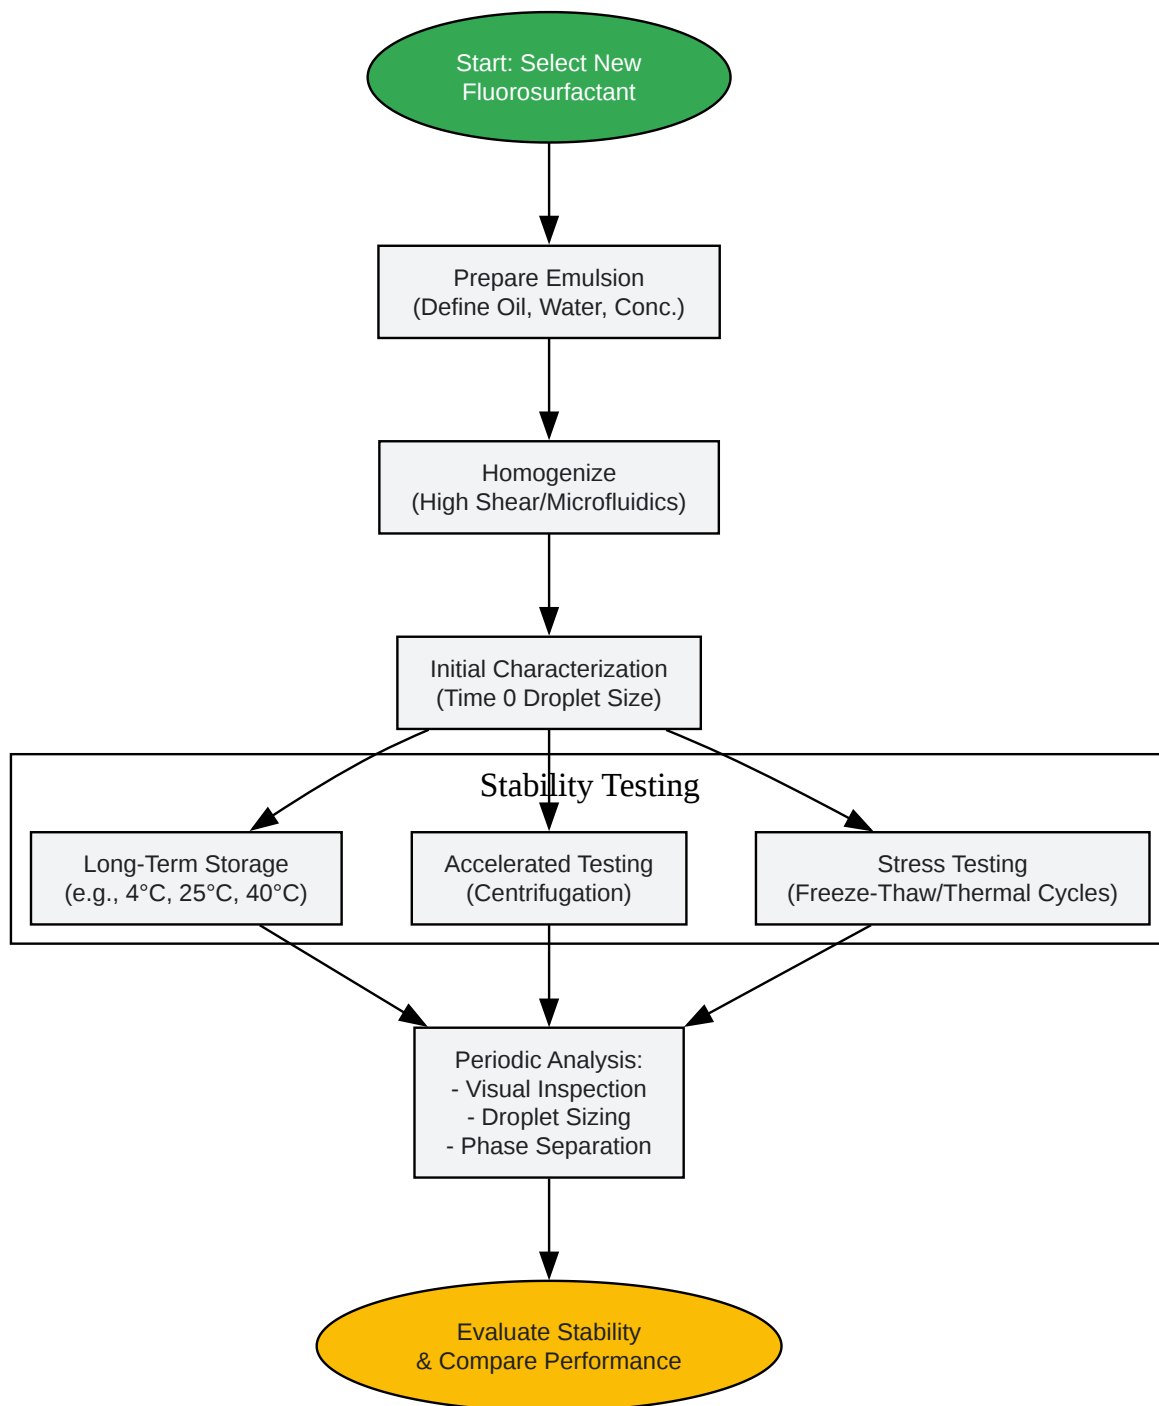 Start: Select New
Fluorosurfactant
Prepare Emulsion
(Define Oil, Water, Conc.)
Homogenize
(High Shear/Microfluidics)
Initial Characterization
(Time 0 Droplet Size)
Stability Testing
Long-Term Storage
(e.g., 4°C, 25°C, 40°C)
Accelerated Testing
(Centrifugation)
Stress Testing
(Freeze-Thaw/Thermal Cycles)
Periodic Analysis:
- Visual Inspection
- Droplet Sizing
- Phase Separation
Evaluate Stability
& Compare Performance